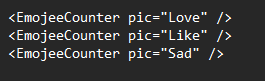 <EmojeeCounter pic="Love" />
<EmojeeCounter pic="Like" />
<EmojeeCounter pic="Sad" />